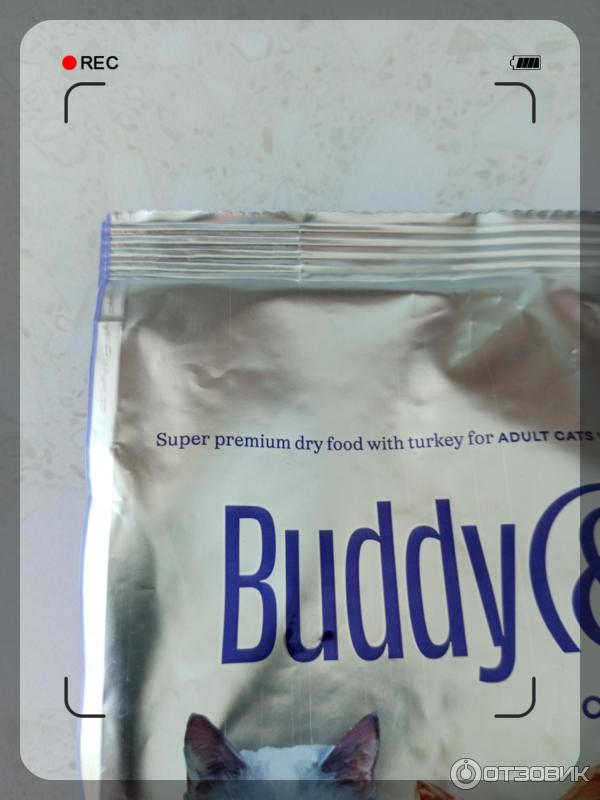 REC
Super premium dry food with turkey for ADULT CATS
Buddy
ОТЗОВИК